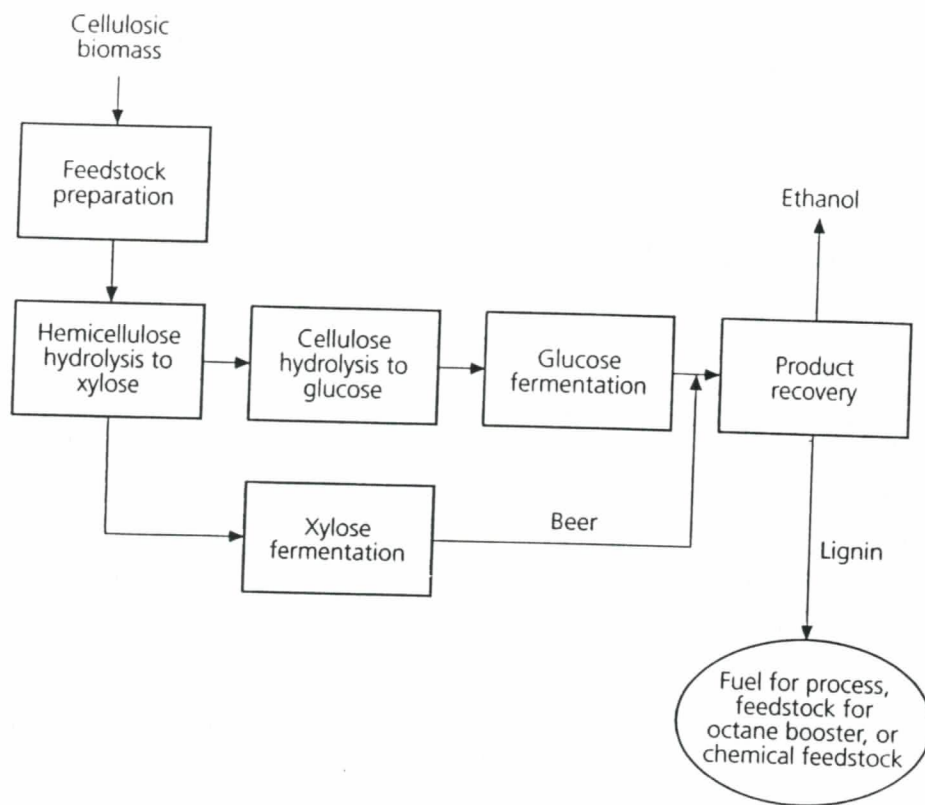 Cellulosic
biomass
Feedstock
preparation
Ethanol
Hemicellulose
hydrolysis to
xylose
Cellulose
hydrolysis to
glucose
Glucose
fermentation
Product
recovery
Xylose
fermentation
Beer
Lignin
Fuel for process,
feedstock for
octane booster, or
chemical feedstock